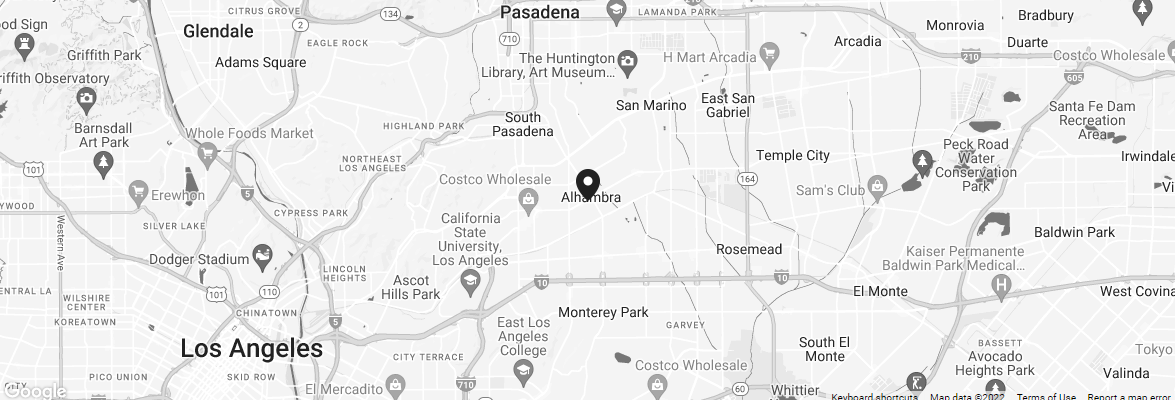 CITRUS GROVE
134
Pasadena
LAMANDA PARK
Bradbury
Monrovia
Duarte
ood Sign
Glendale
2
EAGLE ROCK
710
Arcadia
Griffith Park
Adams Square
The Huntington
Library, Art Museum...
H Mart Arcadia
210
Costco Wholesale
605
riffith Observatory
San Marino
East San
Gabriel
Santa Fe Dam
Recreation
Area
Barnsdall
Art Park
Whole Foods Market
HIGHLAND PARK
South
Pasadena
Peck Road
Water
Conservation
Park
Irwindale
101
NORTHEAST
LOS ANGELES
Temple City
Costco Wholesale
164
Sam's Club
Vi
Erewhon
5
Alhambra
YWOOD
SILVER LAKE
CYPRESS PARK
California
State
University,
Los Angeles
Western Ave
Baldwin Park
Rosemead
Dodger Stadium
Kaiser Permanente
Baldwin Park Medical...
LINCOLN
HEIGHTS
Ascot
Hills Park
10
10
ENTRAL LA
101
110
El Monte
West Covina
WILSHIRE
CENTER
CHINATOWN
Monterey Park
KOREATOWN
5
East Los
Angeles
College
GARVEY
Los Angeles
CITY TERRACE
South El
Monte
BASSETT
Avocado
Heights Park
Tokyo
Costco Wholesale
PICO UNION
SKID ROW
Valinda
CITY
El Mercadito
710
60
Whittier
Google
Keyboard shortcuts
Map data ©2022
Terms of Use
Report a map error